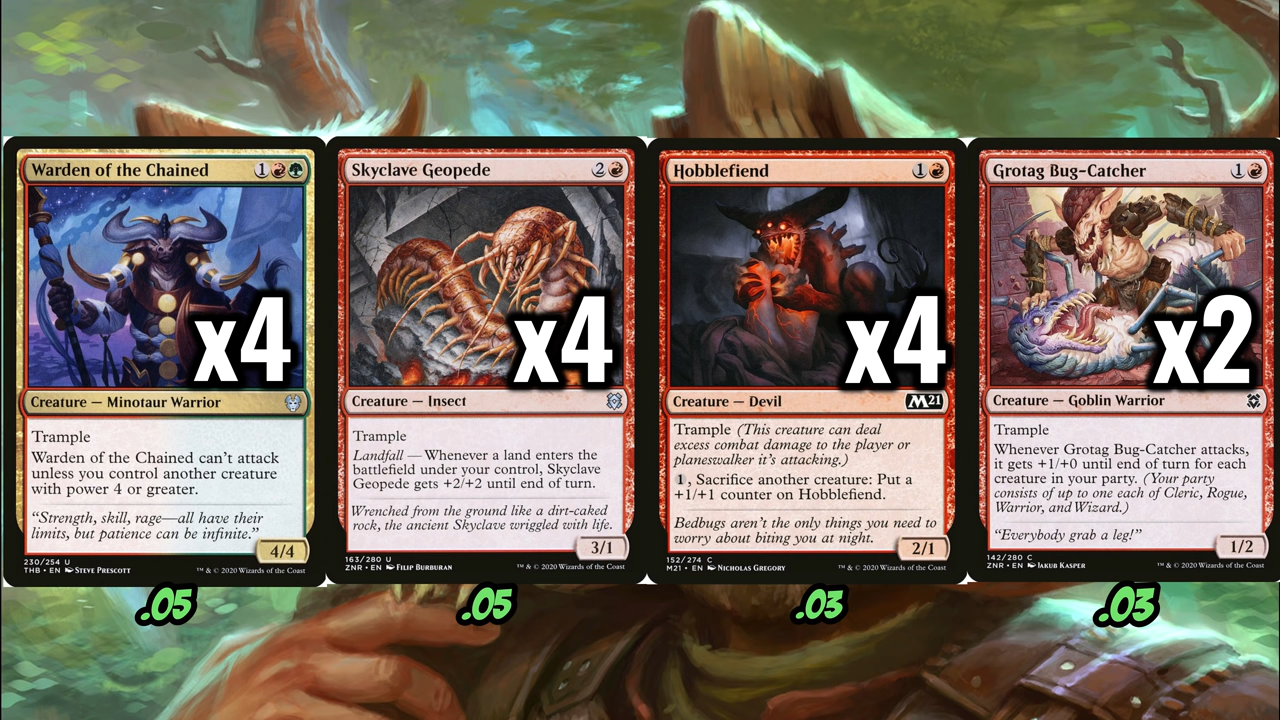 Warden of the Chained 1
x4
Creature — Minotaur Warrior
Trample
Warden of the Chained can't attack
unless you control another creature
with power 4 or greater.
“Strength, skill, rage—all have their
limits, but patience can be infinite.”
4/4
230/254 U
THB • EN Steve Prescott
™ & © 2020 Wizards of the Coast
.05
Skyclave Geopede 2
x4
Creature — Insect
Trample
Landfall — Whenever a land enters the
battlefield under your control, Skyclave
Geopede gets +2/+2 until end of turn.
Wrenched from the ground like a dirt-caked
rock, the ancient Skyclave wriggled with life.
3/1
163/280 U
ZNR • EN Filip Burburan
™ & © 2020 Wizards of the Coast
.05
Hobblefiend 1
x4
Creature — Devil
M21
Trample (This creature can deal
excess combat damage to the player or
planeswalker it's attacking.)
1, Sacrifice another creature: Put a
+1/+1 counter on Hobblefiend.
Bedbugs aren't the only things you need to
worry about biting you at night.
2/1
152/274 C
M21 • EN Nicholas Gregory
™ & © 2020 Wizards of the Coast
.03
Grotag Bug-Catcher 1
x2
Creature — Goblin Warrior
Trample
Whenever Grotag Bug-Catcher attacks,
it gets +1/+0 until end of turn for each
creature in your party. (Your party
consists of up to one each of Cleric, Rogue,
Warrior, and Wizard.)
“Everybody grab a leg!”
1/2
142/280 C
ZNR • EN Jakub Kasper
™ & © 2020 Wizards of the Coast
.03